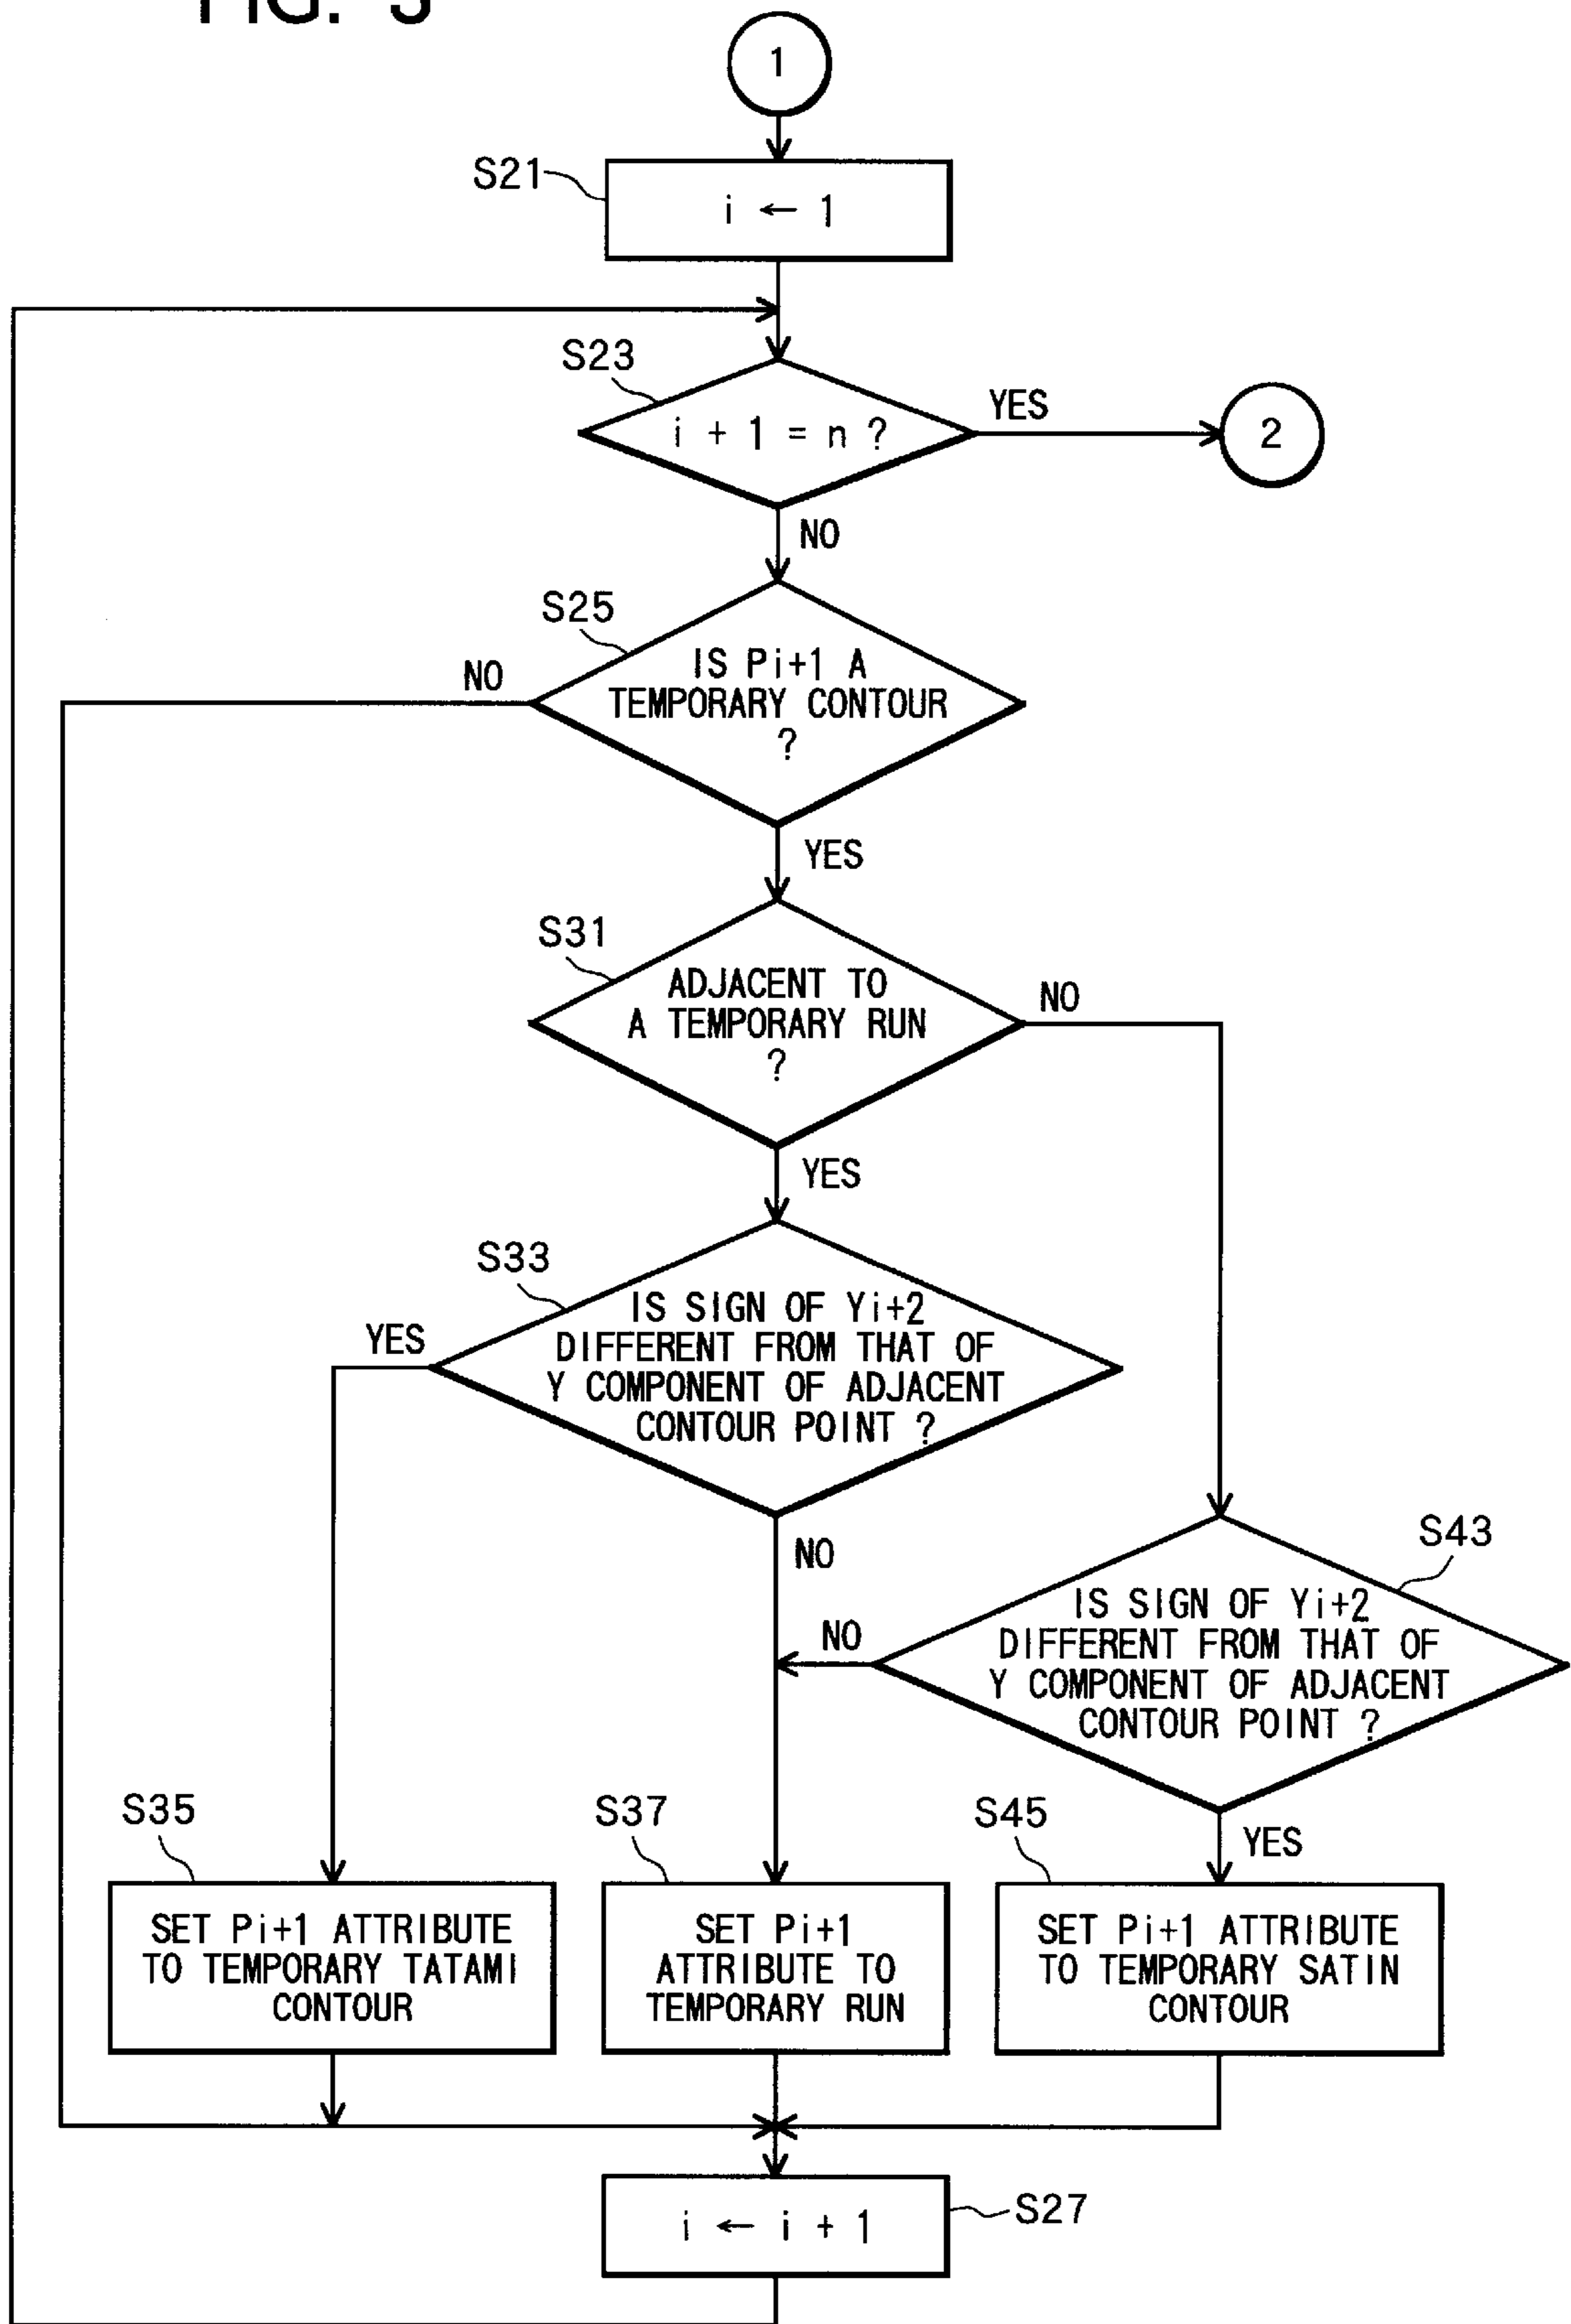 FIG. 5
1
S21
i ← 1
S23
i + 1 = n ?
YES
2
NO
S25
IS Pi+1 A
TEMPORARY CONTOUR
?
NO
YES
S31
ADJACENT TO
A TEMPORARY RUN
?
NO
YES
S33
IS SIGN OF Yi+2
DIFFERENT FROM THAT OF
Y COMPONENT OF ADJACENT
CONTOUR POINT ?
YES
NO
S43
IS SIGN OF Yi+2
DIFFERENT FROM THAT OF
Y COMPONENT OF ADJACENT
CONTOUR POINT ?
NO
YES
S35
SET Pi+1 ATTRIBUTE
TO TEMPORARY TATAMI
CONTOUR
S37
SET Pi+1
ATTRIBUTE TO
TEMPORARY RUN
S45
SET Pi+1 ATTRIBUTE
TO TEMPORARY SATIN
CONTOUR
i ← i + 1
S27